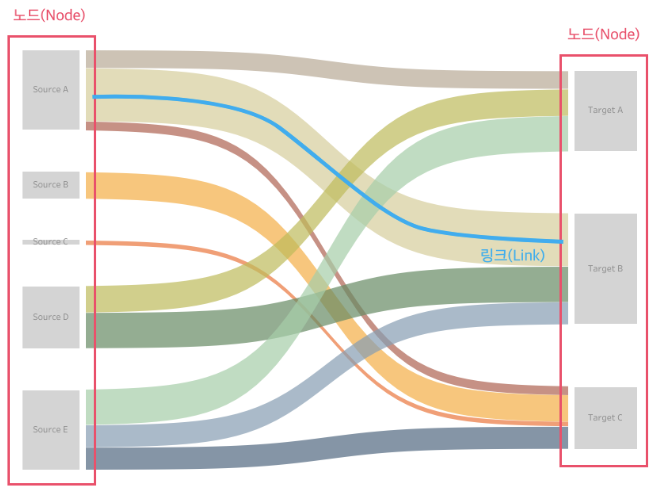 노드(Node)
노드(Node)
Source A
Target A
Source B
Source C
링크(Link)
Target B
Source D
Target C
Source E